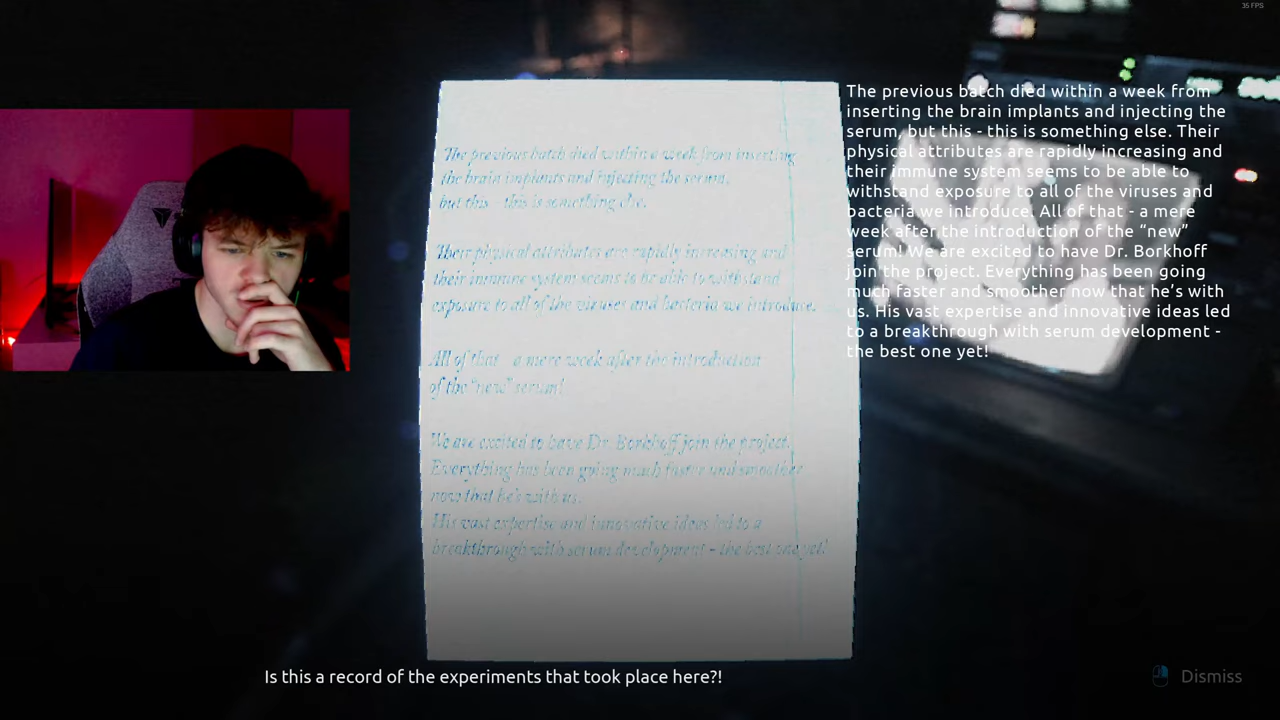 35 FPS
The previous batch died within a week from inserting
the brain implants and injecting the serum,
but this - this is something else.
Their physical attributes are rapidly increasing and
their immune system seems to be able to withstand
exposure to all of the viruses and bacteria we introduce.
All of that - a mere week after the introduction
of the "new" serum!
We are excited to have Dr. Borkhoff join the project.
Everything has been going much faster and smoother
now that he's with us.
His vast expertise and innovative ideas led to a
breakthrough with serum development - the best one yet!
The previous batch died within a week from
inserting the brain implants and injecting the
serum, but this - this is something else. Their
physical attributes are rapidly increasing and
their immune system seems to be able to
withstand exposure to all of the viruses and
bacteria we introduce. All of that - a mere
week after the introduction of the “new”
serum! We are excited to have Dr. Borkhoff
join the project. Everything has been going
much faster and smoother now that he’s with
us. His vast expertise and innovative ideas led
to a breakthrough with serum development -
the best one yet!
Is this a record of the experiments that took place here?!
Dismiss